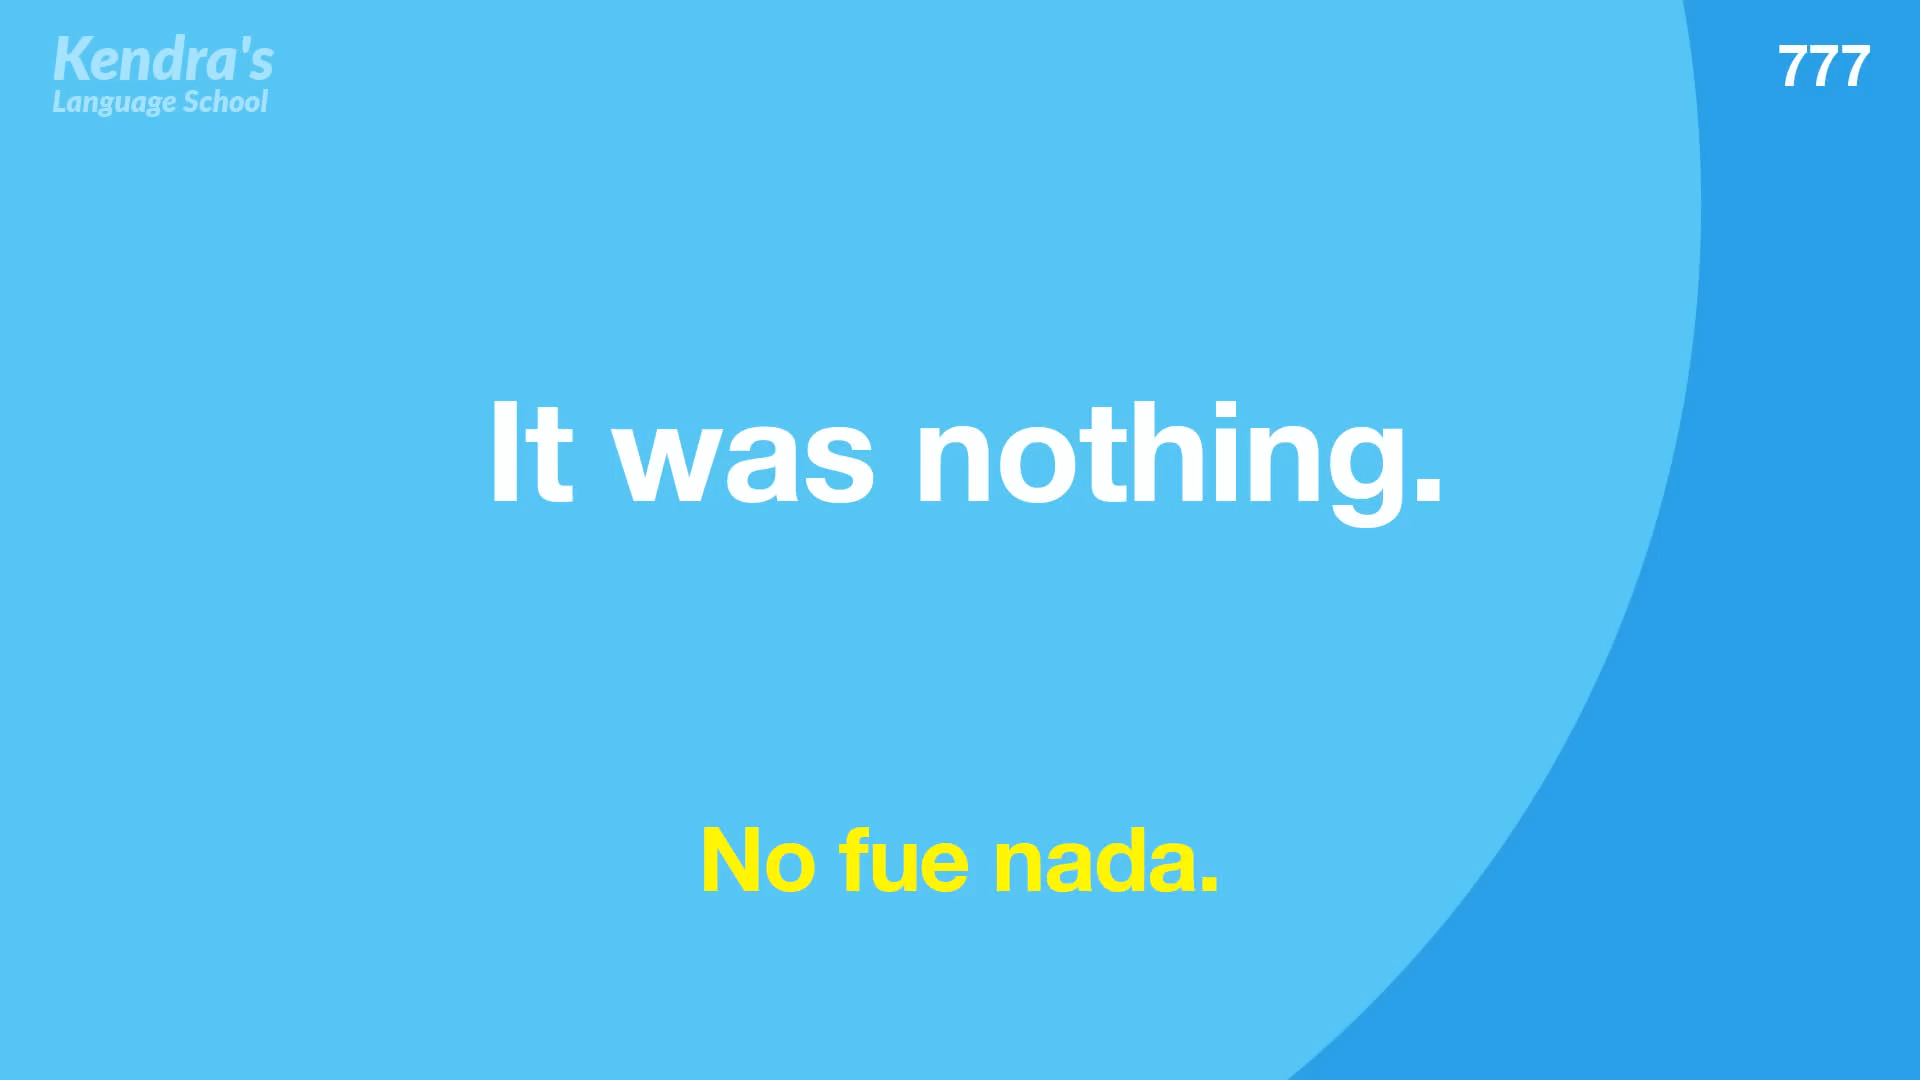 Kendra's
Language School
777
It was nothing.
No fue nada.